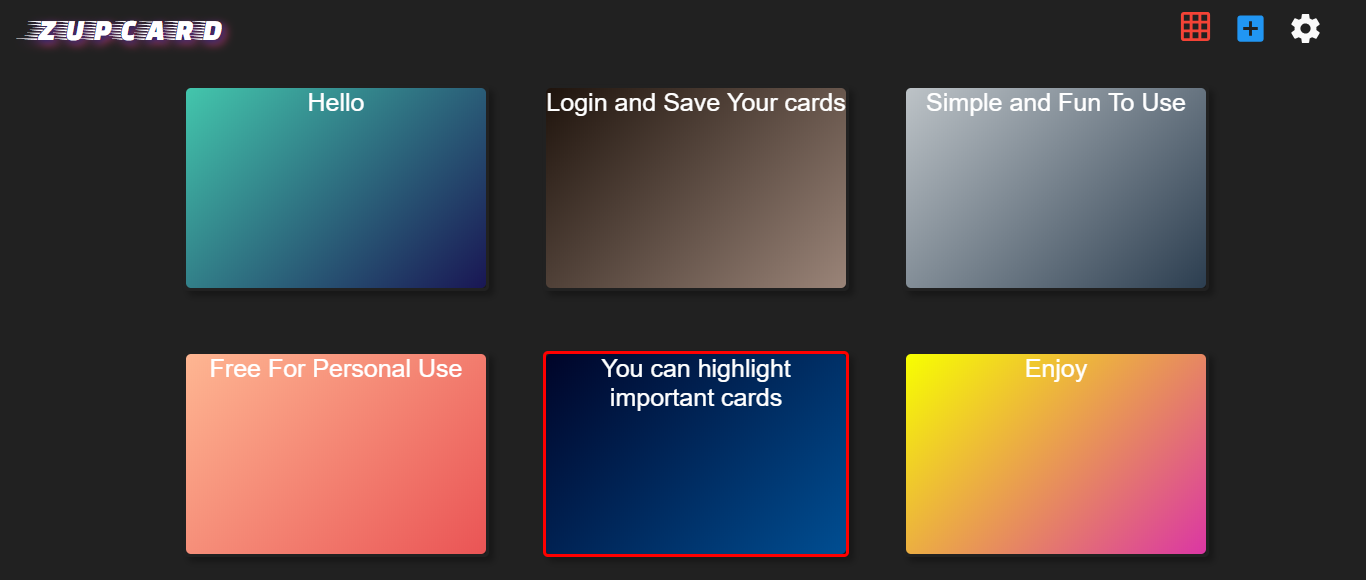 ZUPCARD
Hello
Login and Save Your cards
Simple and Fun To Use
Free For Personal Use
You can highlight
important cards
Enjoy